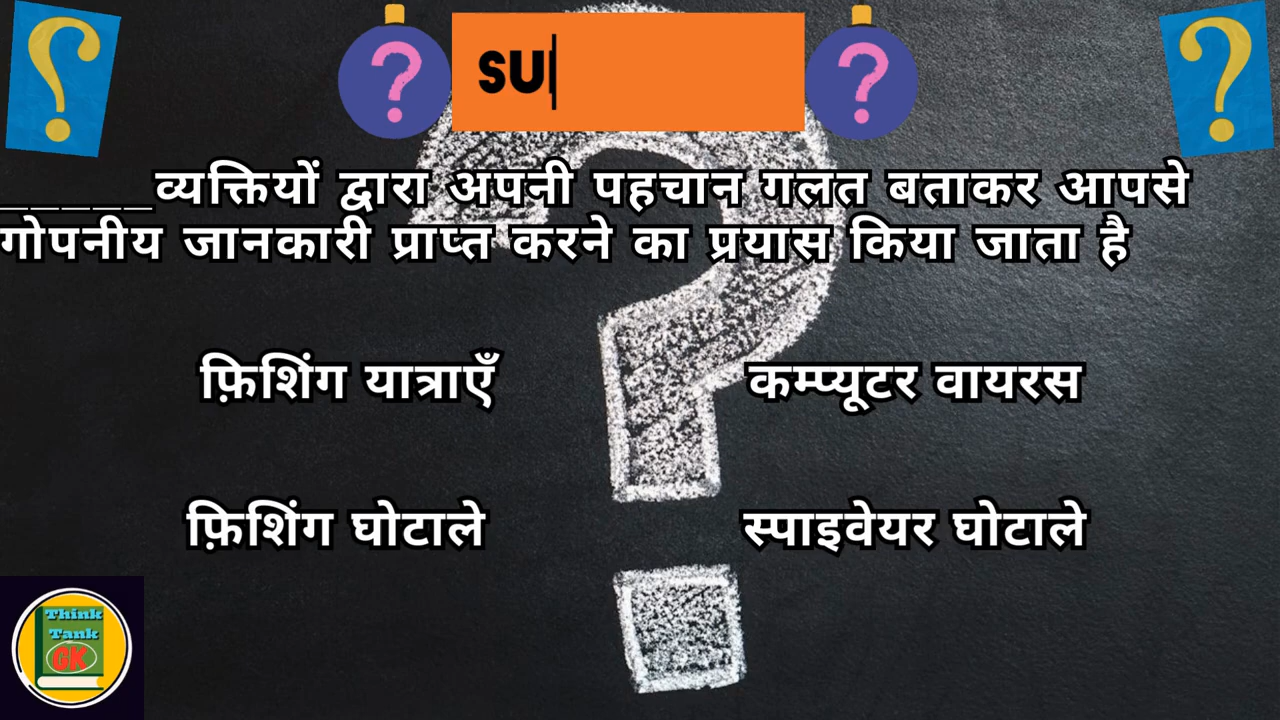 SU
_____व्यक्तियों द्वारा अपनी पहचान गलत बताकर आपसे
गोपनीय जानकारी प्राप्त करने का प्रयास किया जाता है
फ़िशिंग यात्राएँ
कम्प्यूटर वायरस
फ़िशिंग घोटाले
स्पाइवेयर घोटाले
Think
Tank
GK